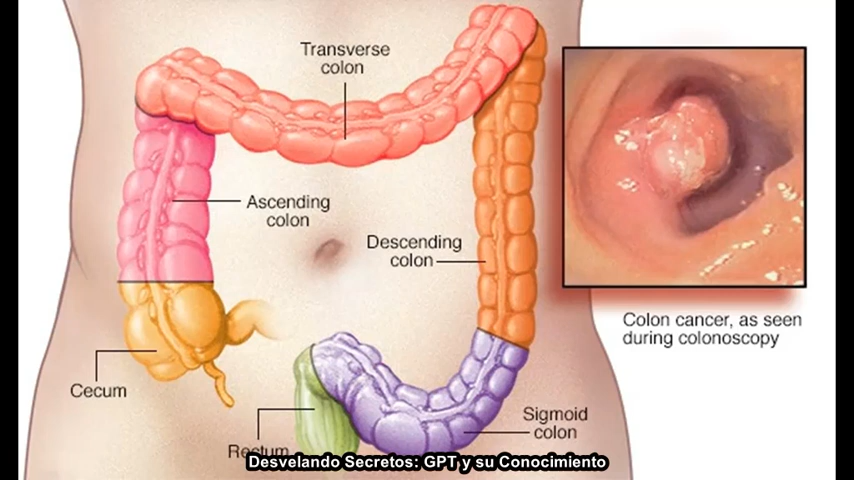 Transverse
colon
Ascending
colon
Descending
colon
Colon cancer, as seen
during colonoscopy
Cecum
Sigmoid
colon
Rectum
Desvelando Secretos: GPT y su Conocimiento